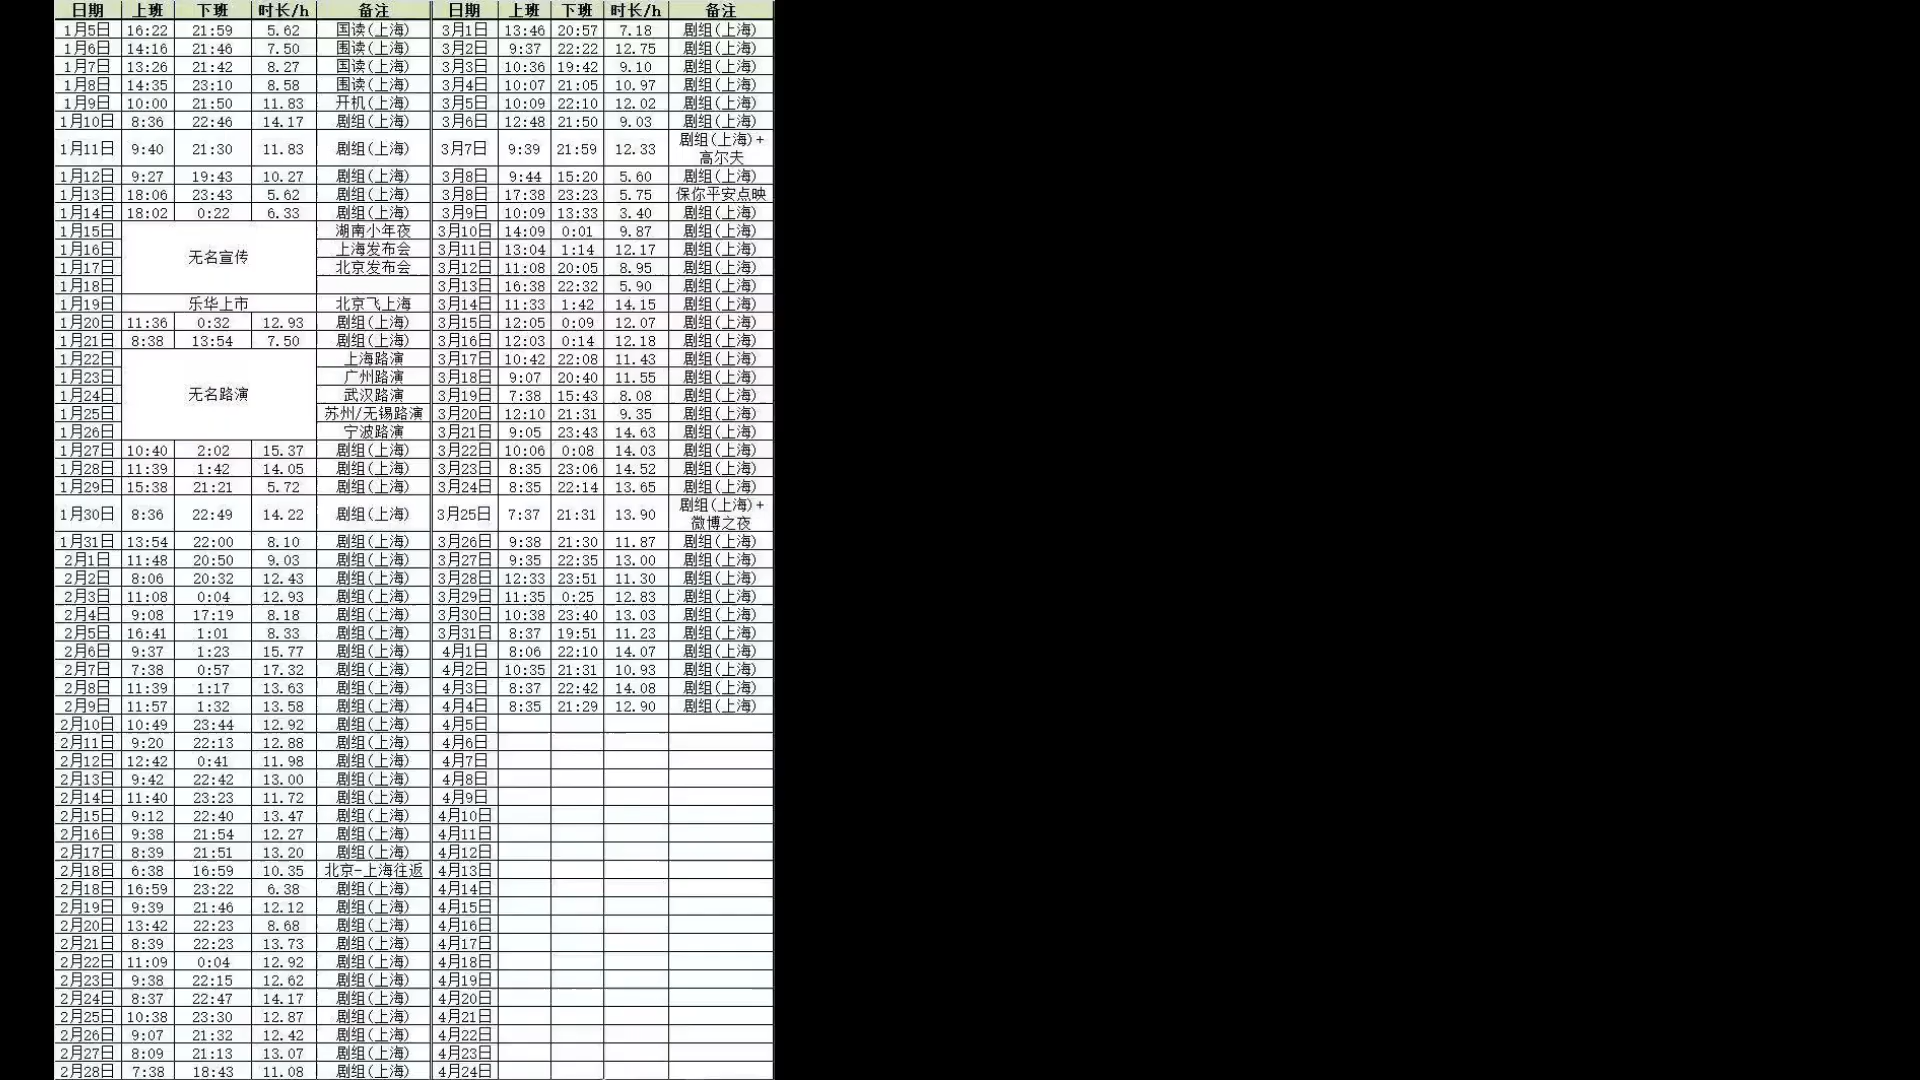 日期 上班 下班 时长/h 备注 日期 上班 下班 时长/h 备注
1月5日 16:22 21:59 5.62 国读(上海) 3月1日 13:46 20:57 7.18 剧组(上海)
1月6日 14:16 21:46 7.50 围读(上海) 3月2日 9:37 22:22 12.75 剧组(上海)
1月7日 13:26 21:42 8.27 国读(上海) 3月3日 10:36 19:42 9.10 剧组(上海)
1月8日 14:35 23:10 8.58 围读(上海) 3月4日 10:07 21:05 10.97 剧组(上海)
1月9日 10:00 21:50 11.83 开机(上海) 3月5日 10:09 22:10 12.02 剧组(上海)
1月10日 8:36 22:46 14.17 剧组(上海) 3月6日 12:48 21:50 9.03 剧组(上海)
1月11日 9:40 21:30 11.83 剧组(上海) 3月7日 9:39 21:59 12.33 剧组(上海)+
高尔夫
1月12日 9:27 19:43 10.27 剧组(上海) 3月8日 9:44 15:20 5.60 剧组(上海)
1月13日 18:06 23:43 5.62 剧组(上海) 3月8日 17:38 23:23 5.75 保你平安点映
1月14日 18:02 0:22 6.33 剧组(上海) 3月9日 10:09 13:33 3.40 剧组(上海)
1月15日 湖南小年夜 3月10日 14:09 0:01 9.87 剧组(上海)
1月16日 上海发布会 3月11日 13:04 1:14 12.17 剧组(上海)
无名宣传
1月17日 北京发布会 3月12日 11:08 20:05 8.95 剧组(上海)
1月18日 3月13日 16:38 22:32 5.90 剧组(上海)
1月19日 乐华上市 北京飞上海 3月14日 11:33 1:42 14.15 剧组(上海)
1月20日 11:36 0:32 12.93 剧组(上海) 3月15日 12:05 0:09 12.07 剧组(上海)
1月21日 8:38 13:54 7.50 剧组(上海) 3月16日 12:03 0:14 12.18 剧组(上海)
1月22日 上海路演 3月17日 10:42 22:08 11.43 剧组(上海)
1月23日 广州路演 3月18日 9:07 20:40 11.55 剧组(上海)
1月24日 无名路演 武汉路演 3月19日 7:38 15:43 8.08 剧组(上海)
1月25日 苏州/无锡路演 3月20日 12:10 21:31 9.35 剧组(上海)
1月26日 宁波路演 3月21日 9:05 23:43 14.63 剧组(上海)
1月27日 10:40 2:02 15.37 剧组(上海) 3月22日 10:06 0:08 14.03 剧组(上海)
1月28日 11:39 1:42 14.05 剧组(上海) 3月23日 8:35 23:06 14.52 剧组(上海)
1月29日 15:38 21:21 5.72 剧组(上海) 3月24日 8:35 22:14 13.65 剧组(上海)
1月30日 8:36 22:49 14.22 剧组(上海) 3月25日 7:37 21:31 13.90 剧组(上海)+
微博之夜
1月31日 13:54 22:00 8.10 剧组(上海) 3月26日 9:38 21:30 11.87 剧组(上海)
2月1日 11:48 20:50 9.03 剧组(上海) 3月27日 9:35 22:35 13.00 剧组(上海)
2月2日 8:06 20:32 12.43 剧组(上海) 3月28日 12:33 23:51 11.30 剧组(上海)
2月3日 11:08 0:04 12.93 剧组(上海) 3月29日 11:35 0:25 12.83 剧组(上海)
2月4日 9:08 17:19 8.18 剧组(上海) 3月30日 10:38 23:40 13.03 剧组(上海)
2月5日 16:41 1:01 8.33 剧组(上海) 3月31日 8:37 19:51 11.23 剧组(上海)
2月6日 9:37 1:23 15.77 剧组(上海) 4月1日 8:06 22:10 14.07 剧组(上海)
2月7日 7:38 0:57 17.32 剧组(上海) 4月2日 10:35 21:31 10.93 剧组(上海)
2月8日 11:39 1:17 13.63 剧组(上海) 4月3日 8:37 22:42 14.08 剧组(上海)
2月9日 11:57 1:32 13.58 剧组(上海) 4月4日 8:35 21:29 12.90 剧组(上海)
2月10日 10:49 23:44 12.92 剧组(上海) 4月5日
2月11日 9:20 22:13 12.88 剧组(上海) 4月6日
2月12日 12:42 0:41 11.98 剧组(上海) 4月7日
2月13日 9:42 22:42 13.00 剧组(上海) 4月8日
2月14日 11:40 23:23 11.72 剧组(上海) 4月9日
2月15日 9:12 22:40 13.47 剧组(上海) 4月10日
2月16日 9:38 21:54 12.27 剧组(上海) 4月11日
2月17日 8:39 21:51 13.20 剧组(上海) 4月12日
2月18日 6:38 16:59 10.35 北京-上海往返 4月13日
2月18日 16:59 23:22 6.38 剧组(上海) 4月14日
2月19日 9:39 21:46 12.12 剧组(上海) 4月15日
2月20日 13:42 22:23 8.68 剧组(上海) 4月16日
2月21日 8:39 22:23 13.73 剧组(上海) 4月17日
2月22日 11:09 0:04 12.92 剧组(上海) 4月18日
2月23日 9:38 22:15 12.62 剧组(上海) 4月19日
2月24日 8:37 22:47 14.17 剧组(上海) 4月20日
2月25日 10:38 23:30 12.87 剧组(上海) 4月21日
2月26日 9:07 21:32 12.42 剧组(上海) 4月22日
2月27日 8:09 21:13 13.07 剧组(上海) 4月23日
2月28日 7:38 18:43 11.08 剧组(上海) 4月24日